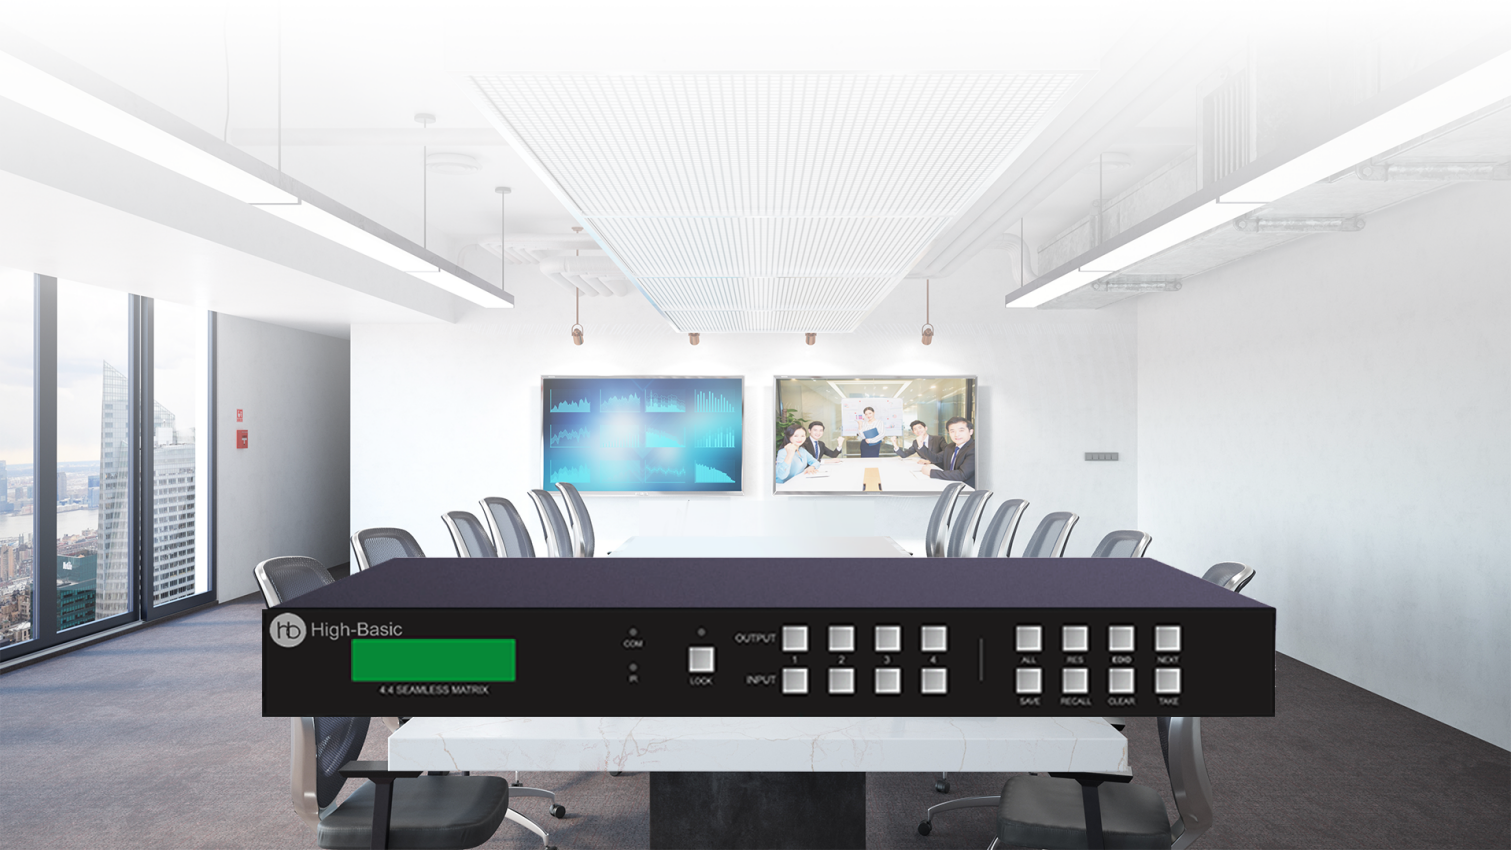 High-Basic
4:4 SEAMLESS MATRIX
COM
IR
LOCK
OUTPUT
1 2 3 4
INPUT
ALL RES EDID NEXT
SAVE RECALL CLEAR TAKE